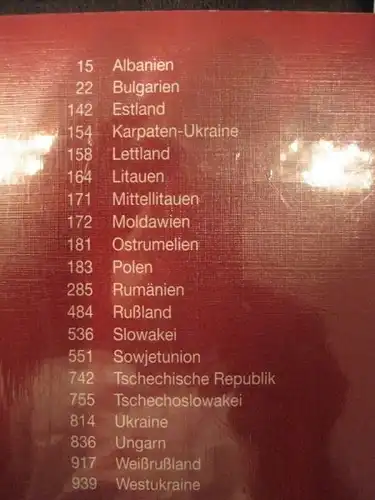 15 Albanien
22 Bulgarien
142 Estland
154 Karpaten-Ukraine
158 Lettland
164 Litauen
171 Mittellitauen
172 Moldawien
181 Ostrumelien
183 Polen
285 Rumänien
484 Rußland
536 Slowakei
551 Sowjetunion
742 Tschechische Republik
755 Tschechoslowakei
814 Ukraine
836 Ungarn
917 Weißrußland
939 Westukraine